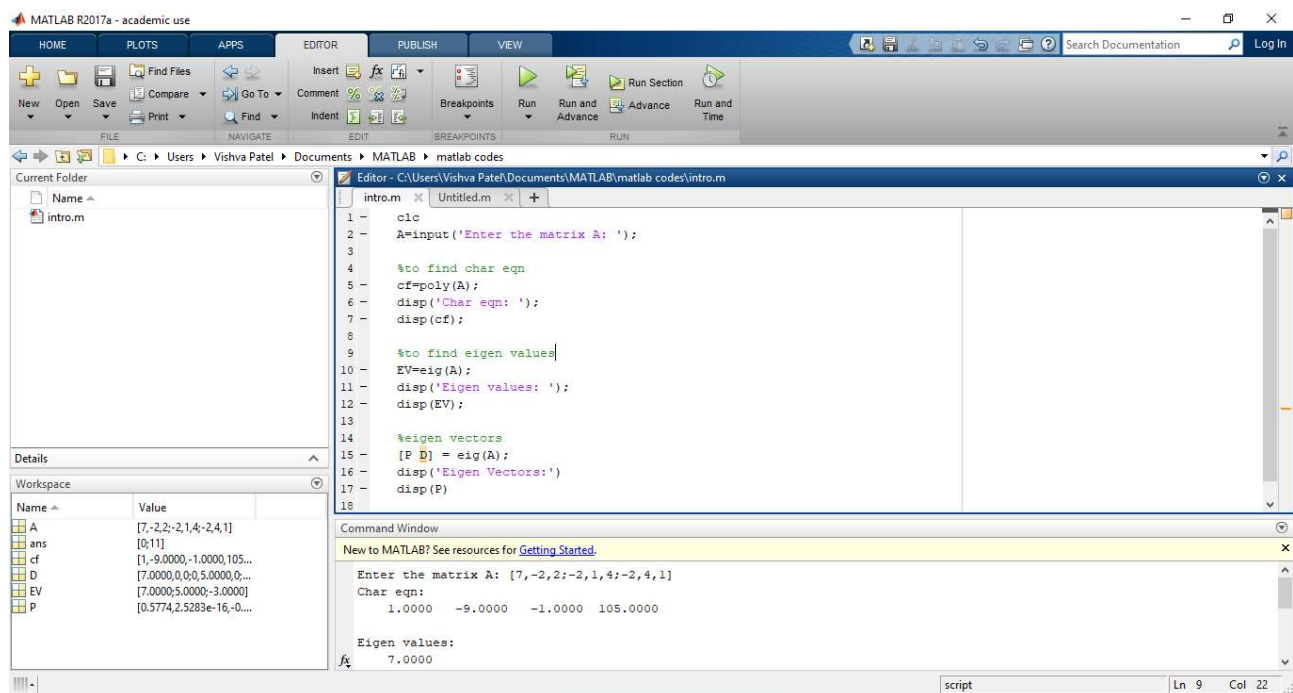 MATLAB R2017a - academic use
HOME PLOTS APPS EDITOR PUBLISH VIEW Search Documentation Log In
New Open Save Find Files Compare Print Go To Find Insert fx Comment Indent Breakpoints Run Run and Advance Run Section Advance Run and Time
FILE NAVIGATE EDIT BREAKPOINTS RUN
C: Users Vishva Patel Documents MATLAB matlab codes
Current Folder
Name
intro.m
Details
Workspace
Name Value
A [7,-2,2;-2,1,4;-2,4,1]
ans [0;11]
cf [1,-9.0000,-1.0000,105...
D [7.0000,0,0;0,5.0000,0;...
EV [7.0000;5.0000;-3.0000]
P [0.5774,2.5283e-16,-0....
Editor - C:\Users\Vishva Patel\Documents\MATLAB\matlab codes\intro.m
intro.m Untitled.m +
1 - clc
2 - A=input('Enter the matrix A: ');
3
4 %to find char eqn
5 - cf=poly(A);
6 - disp('Char eqn: ');
7 - disp(cf);
8
9 %to find eigen values
10 - EV=eig(A);
11 - disp('Eigen values: ');
12 - disp(EV);
13
14 %eigen vectors
15 - [P D] = eig(A);
16 - disp('Eigen Vectors:')
17 - disp(P)
18
Command Window
New to MATLAB? See resources for Getting Started.
Enter the matrix A: [7,-2,2;-2,1,4;-2,4,1]
Char eqn:
1.0000 -9.0000 -1.0000 105.0000
Eigen values:
fx 7.0000
script Ln 9 Col 22